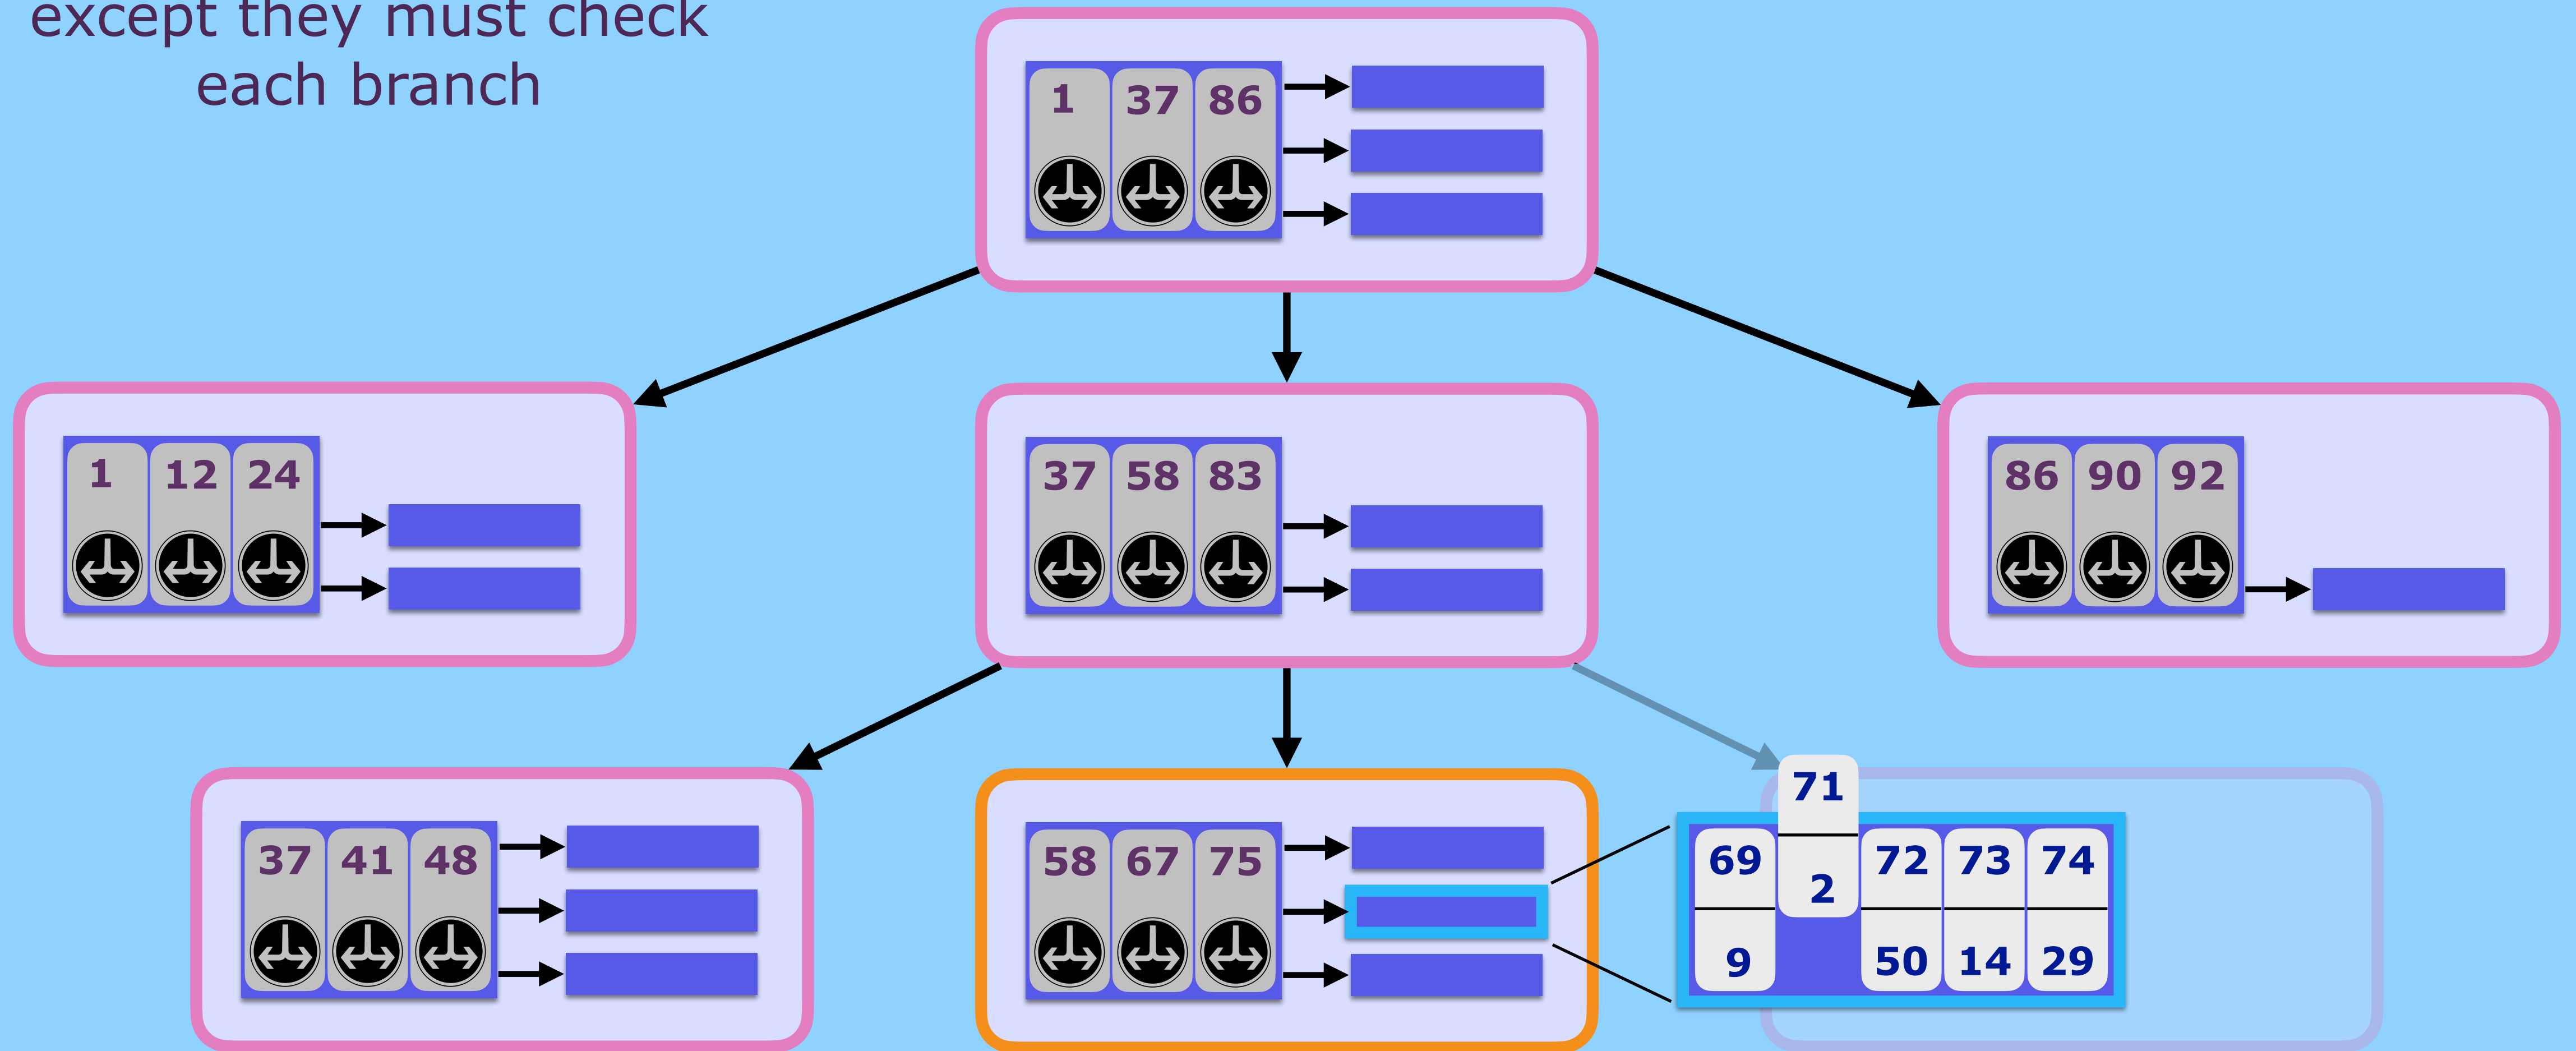 except they must check
each branch
1 37 86
1 12 24
37 58 83
86 90 92
37 41 48
58 67 75
71
2
69 72 73 74
9 50 14 29